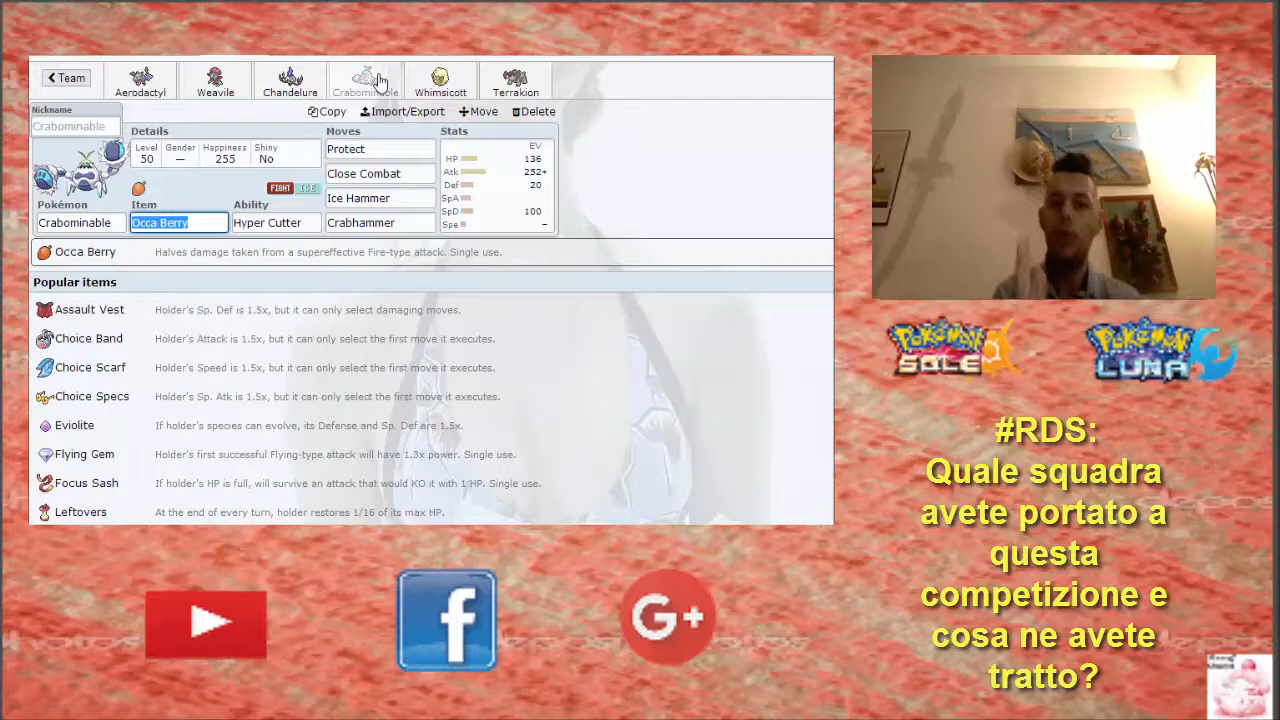 Team
Aerodactyl
Weavile
Chandelure
Crabominable
Whimsicott
Terrakion
Nickname
Crabominable
Copy Import/Export Move Delete
Details
Moves
Stats
Level Gender Happiness Shiny
50 — 255 No
Protect
Close Combat
Ice Hammer
Crabhammer
EV
HP 136
Atk 252+
Def 20
SpA
SpD 100
Spe –
FIGHT ICE
Pokémon Item Ability
Crabominable Occa Berry Hyper Cutter
Occa Berry Halves damage taken from a supereffective Fire-type attack. Single use.
Popular items
Assault Vest Holder's Sp. Def is 1.5x, but it can only select damaging moves.
Choice Band Holder's Attack is 1.5x, but it can only select the first move it executes.
Choice Scarf Holder's Speed is 1.5x, but it can only select the first move it executes.
Choice Specs Holder's Sp. Atk is 1.5x, but it can only select the first move it executes.
Eviolite If holder's species can evolve, its Defense and Sp. Def are 1.5x.
Flying Gem Holder's first successful Flying-type attack will have 1.3x power. Single use.
Focus Sash If holder's HP is full, will survive an attack that would KO it with 1 HP. Single use.
Leftovers At the end of every turn, holder restores 1/16 of its max HP.
POKÉMON SOLE
POKÉMON LUNA
#RDS:
Quale squadra
avete portato a
questa
competizione e
cosa ne avete
tratto?
f
G+